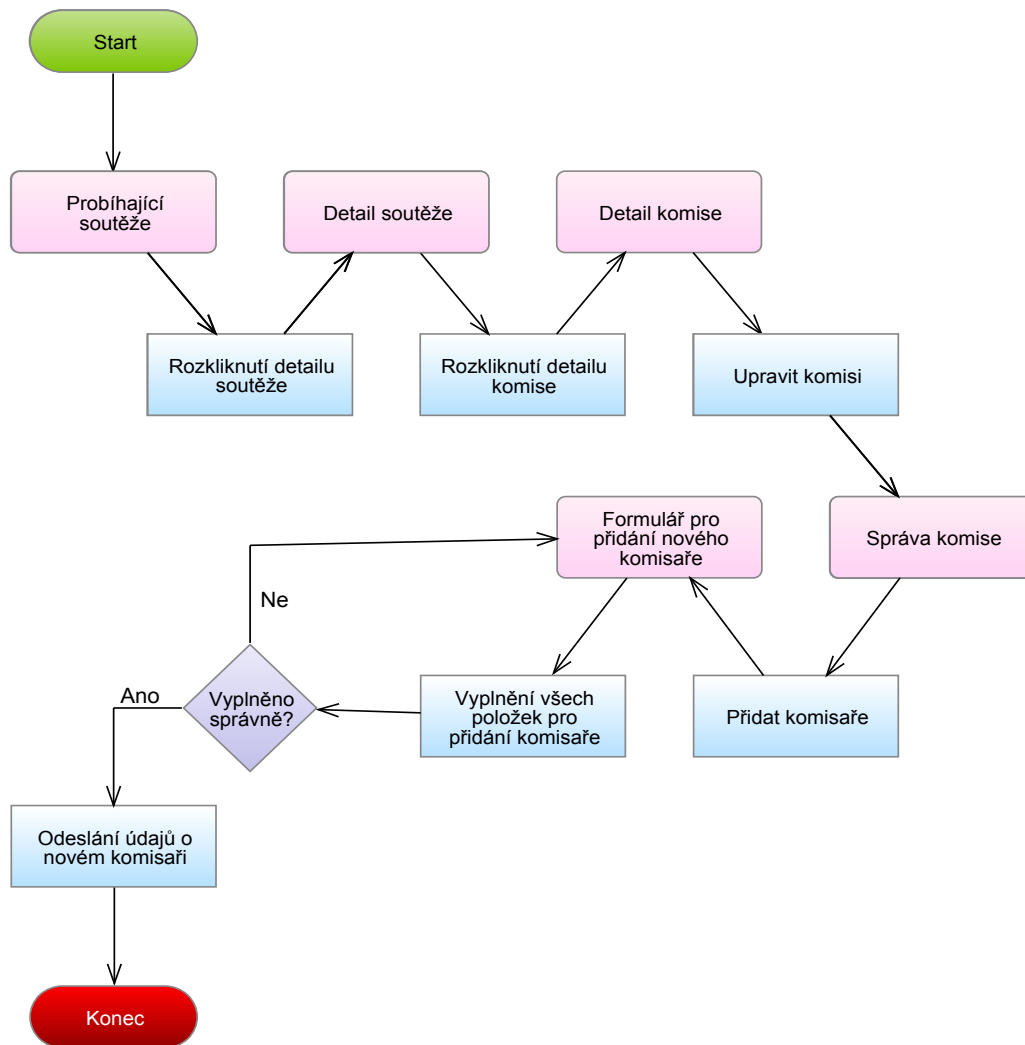 Start
Probíhající
soutěže
Detail soutěže
Detail komise
Rozkliknutí detailu
soutěže
Rozkliknutí detailu
komise
Upravit komisi
Formulář pro
přidání nového
komisaře
Správa komise
Ne
Ano
Vyplněno
správně?
Vyplnění všech
položek pro
přidání komisaře
Přidat komisaře
Odeslání údajů o
novém komisaři
Konec